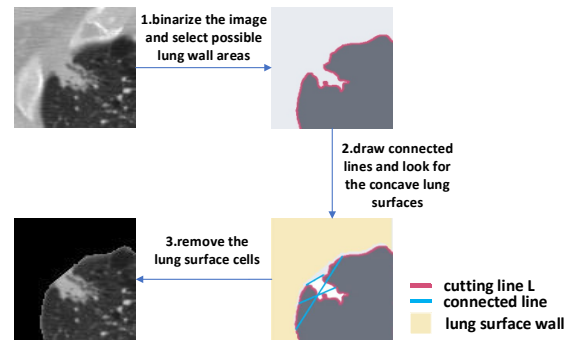 1.binarize the image
and select possible
lung wall areas
2.draw connected
lines and look for
the concave lung
surfaces
3.remove the
lung surface cells
cutting line L
connected line
lung surface wall